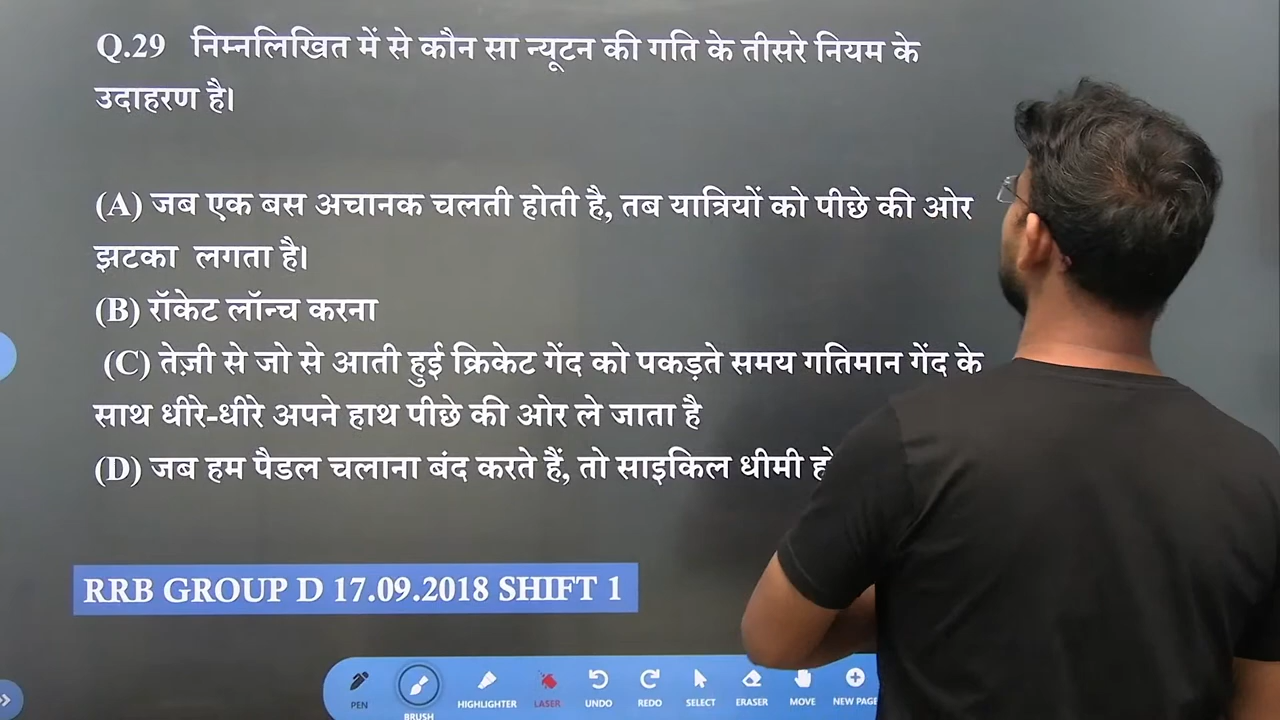 Q.29 निम्नलिखित में से कौन सा न्यूटन की गति के तीसरे नियम के
उदाहरण है।
(A) जब एक बस अचानक चलती होती है, तब यात्रियों को पीछे की ओर
झटका लगता है।
(B) रॉकेट लॉन्च करना
(C) तेज़ी से जो से आती हुई क्रिकेट गेंद को पकड़ते समय गतिमान गेंद के
साथ धीरे-धीरे अपने हाथ पीछे की ओर ले जाता है
(D) जब हम पैडल चलाना बंद करते हैं, तो साइकिल धीमी
RRB GROUP D 17.09.2018 SHIFT 1
PEN BRUSH HIGHLIGHTER LASER UNDO REDO SELECT ERASER MOVE NEW PAGE